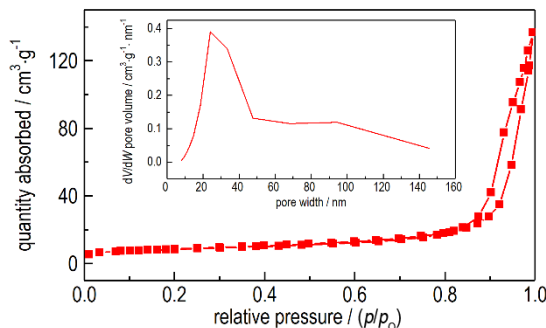 quantity absorbed / cm³·g⁻¹
120
80
40
0
0.0 0.2 0.4 0.6 0.8 1.0
relative pressure / (p/p₀)
dV/dW pore volume / cm³·g⁻¹· nm⁻¹
0.4
0.3
0.2
0.1
0.0
0 20 40 60 80 100 120 140 160
pore width / nm